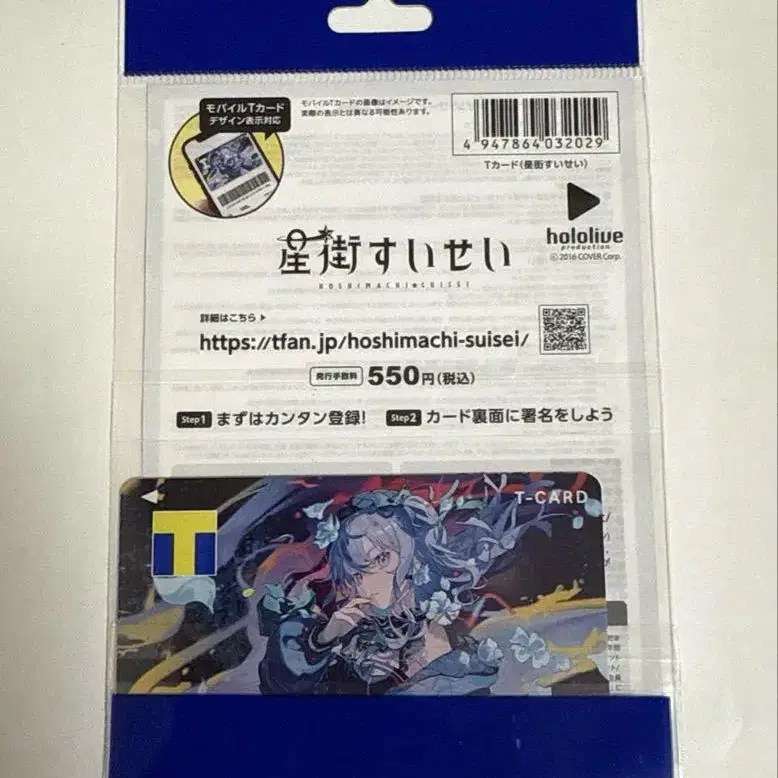 モバイルTカード
デザイン表示対応
モバイルTカードの画像はイメージです。
実際の表示とは異なる可能性あります。
4 947864 032029
Tカード(星街すいせい)
hololive
production
© 2016 COVER Corp.
星街すいせい
HOSHIMACHI★SUISEI
詳細はこちら▶
https://tfan.jp/hoshimachi-suisei/
発行手数料 550円(税込)
Step1 まずはカンタン登録! Step2 カード裏面に署名をしよう
T-CARD
T